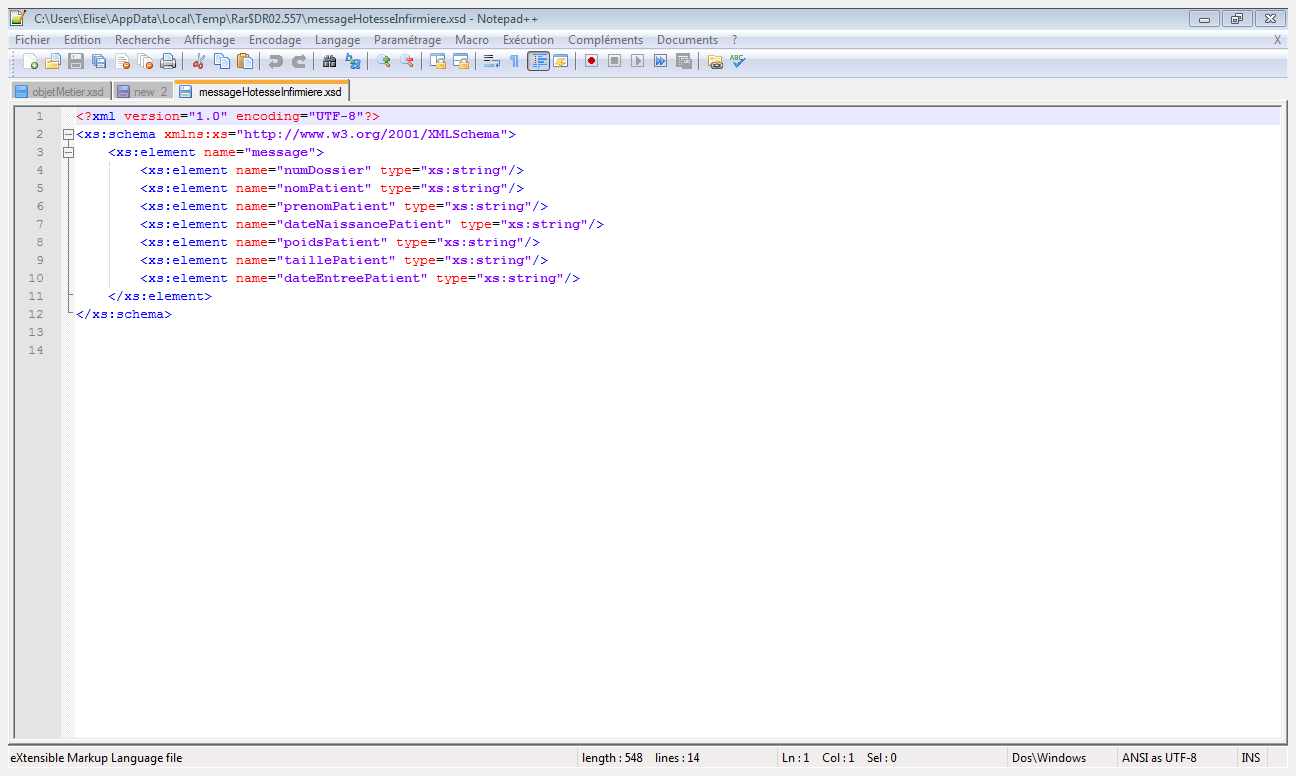 C:\Users\Elise\AppData\Local\Temp\Rar$DR02.557\messageHotesseInfirmiere.xsd - Notepad++
Fichier Edition Recherche Affichage Encodage Langage Paramétrage Macro Exécution Compléments Documents ? X
objetMetier.xsd new 2 messageHotesseInfirmiere.xsd
1 <?xml version="1.0" encoding="UTF-8"?>
2 <xs:schema xmlns:xs="http://www.w3.org/2001/XMLSchema">
3 <xs:element name="message">
4 <xs:element name="numDossier" type="xs:string"/>
5 <xs:element name="nomPatient" type="xs:string"/>
6 <xs:element name="prenomPatient" type="xs:string"/>
7 <xs:element name="dateNaissancePatient" type="xs:string"/>
8 <xs:element name="poidsPatient" type="xs:string"/>
9 <xs:element name="taillePatient" type="xs:string"/>
10 <xs:element name="dateEntreePatient" type="xs:string"/>
11 </xs:element>
12 </xs:schema>
13
14
eXtensible Markup Language file length : 548 lines : 14 Ln : 1 Col : 1 Sel : 0 Dos\Windows ANSI as UTF-8 INS